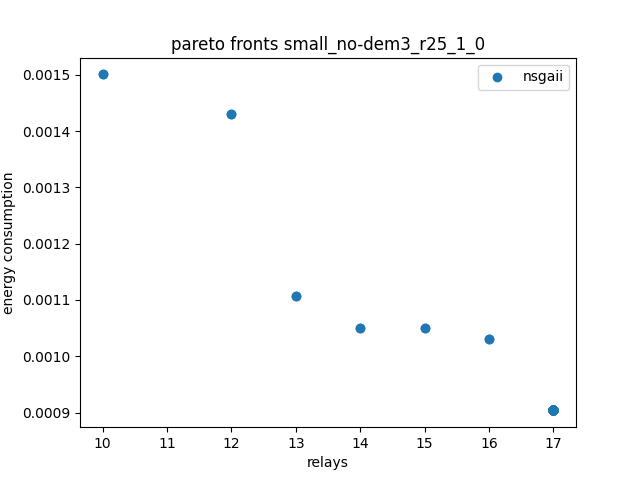 pareto fronts small_no-dem3_r25_1_0
nsgaii
energy consumption
0.0015
0.0014
0.0013
0.0012
0.0011
0.0010
0.0009
10 11 12 13 14 15 16 17
relays